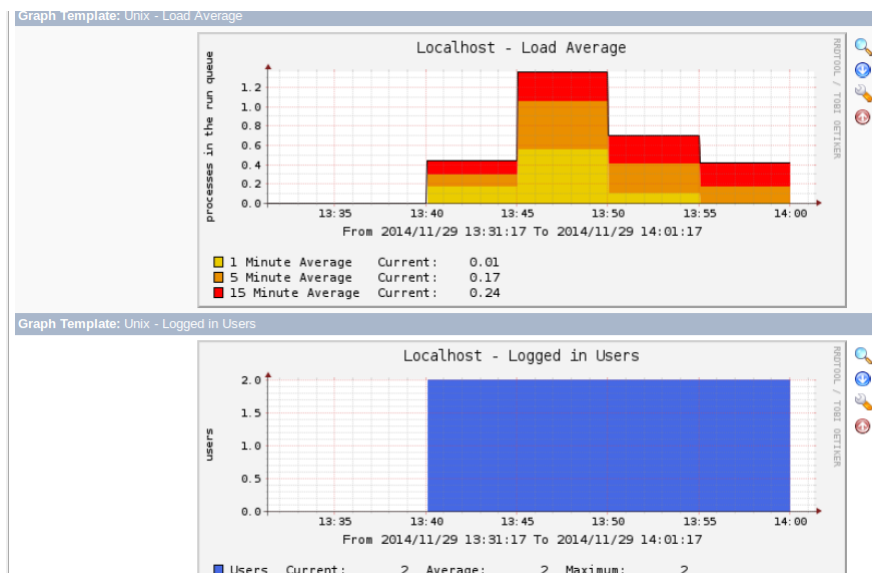 Graph Template: Unix - Load Average
Localhost - Load Average
RRDTOOL / TOBI OETIKER
processes in the run queue
1.2
1.0
0.8
0.6
0.4
0.2
0.0
13:35 13:40 13:45 13:50 13:55 14:00
From 2014/11/29 13:31:17 To 2014/11/29 14:01:17
1 Minute Average Current: 0.01
5 Minute Average Current: 0.17
15 Minute Average Current: 0.24
Graph Template: Unix - Logged in Users
Localhost - Logged in Users
RRDTOOL / TOBI OETIKER
users
2.0
1.5
1.0
0.5
0.0
13:35 13:40 13:45 13:50 13:55 14:00
From 2014/11/29 13:31:17 To 2014/11/29 14:01:17
Users Current: 2 Average: 2 Maximum: 2